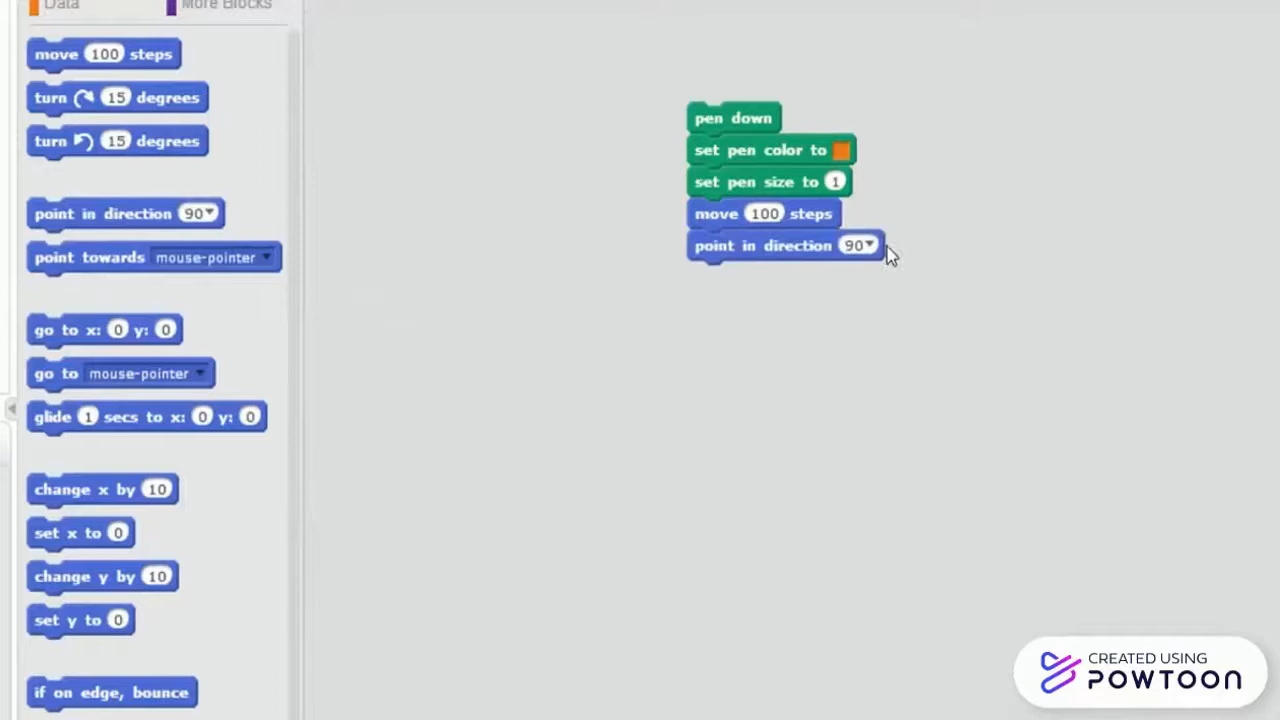 Data More Blocks
move 100 steps
turn 15 degrees
turn 15 degrees
point in direction 90
point towards mouse-pointer
go to x: 0 y: 0
go to mouse-pointer
glide 1 secs to x: 0 y: 0
change x by 10
set x to 0
change y by 10
set y to 0
if on edge, bounce
pen down
set pen color to
set pen size to 1
move 100 steps
point in direction 90
CREATED USING
POWTOON